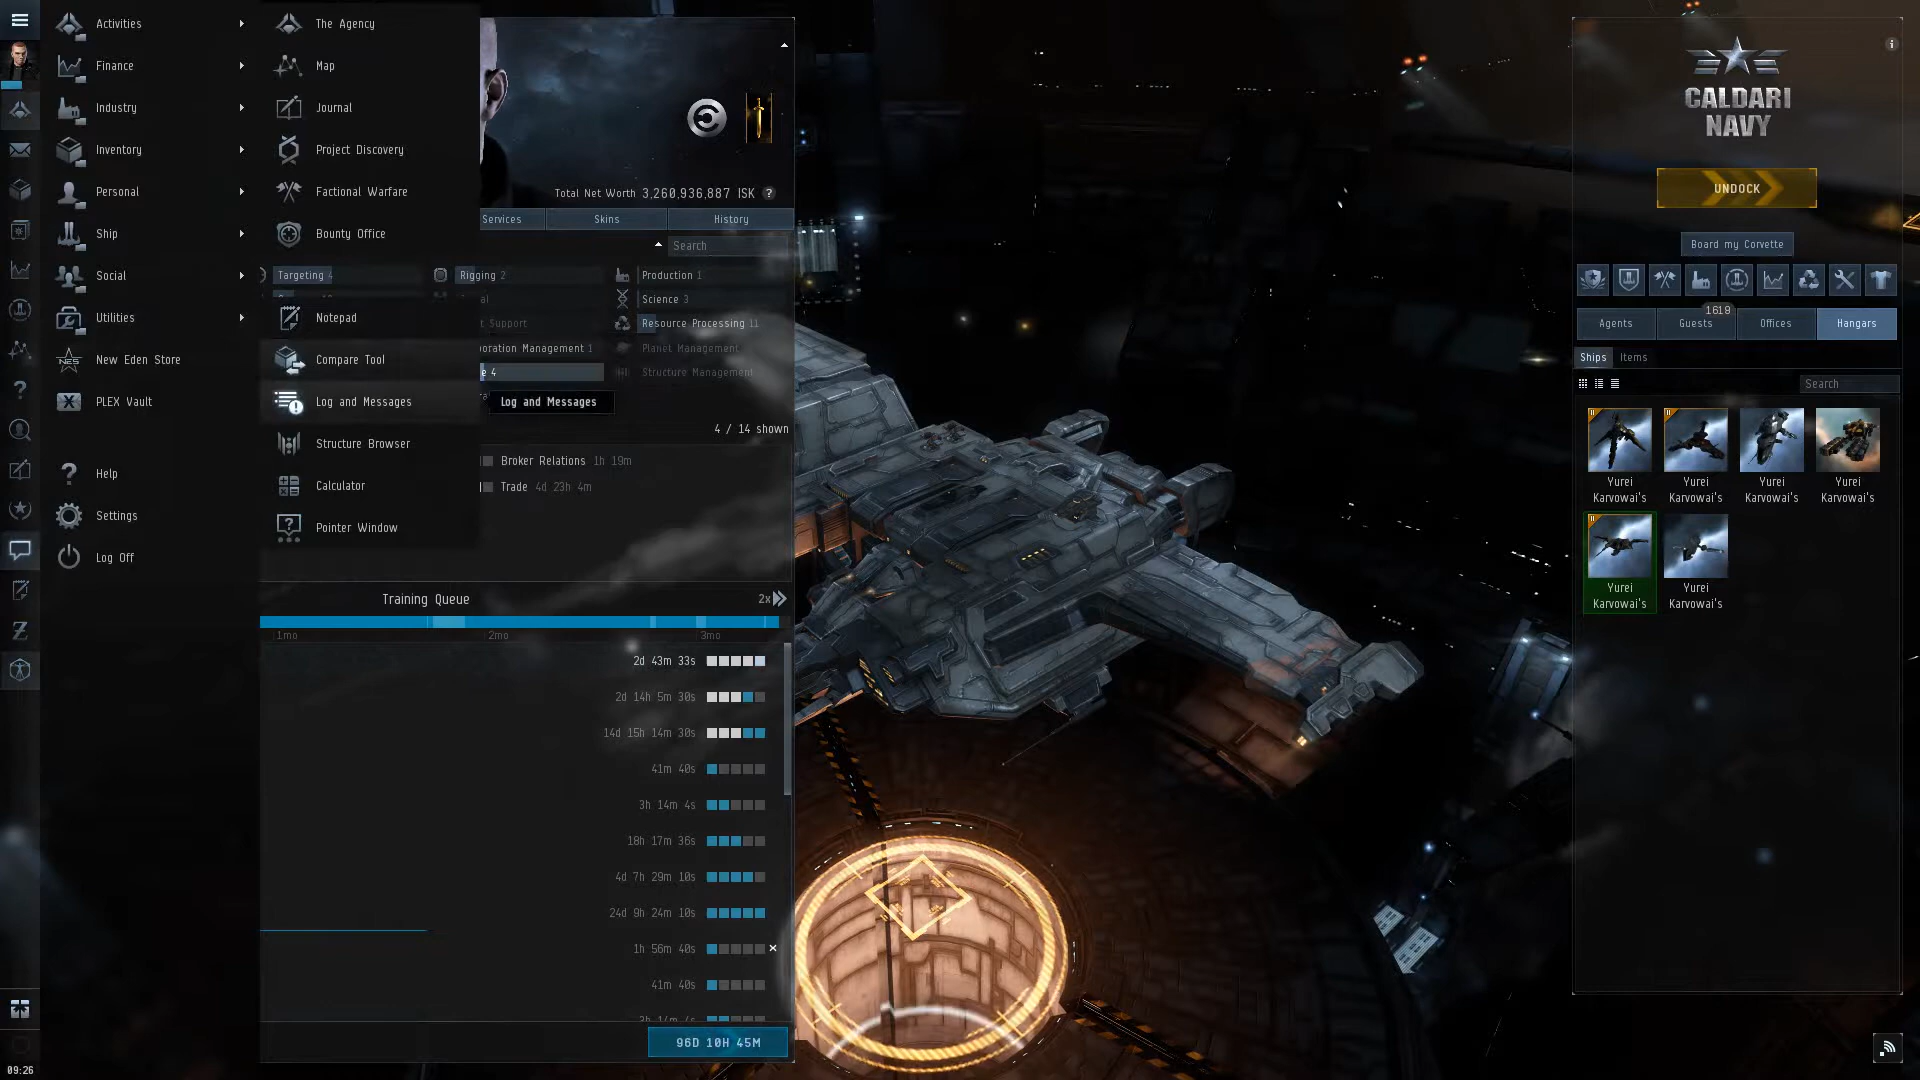 Activities
Finance
Industry
Inventory
Personal
Ship
Social
Utilities
New Eden Store
PLEX Vault
Help
Settings
Log Off
09:26
The Agency
Map
Journal
Project Discovery
Factional Warfare
Bounty Office
Notepad
Compare Tool
Log and Messages
Structure Browser
Calculator
Pointer Window
Log and Messages
Total Net Worth 3,260,936,887 ISK ?
Services Skins History
Search
Targeting 4 Rigging 2 Production 1
Science 3
t Support Resource Processing 11
oration Management 1 Planet Management
e 4 Structure Management
4 / 14 shown
Broker Relations 1h 19m
Trade 4d 23h 4m
Training Queue 2x
1mo 2mo 3mo
2d 43m 33s
2d 14h 5m 30s
14d 15h 14m 30s
41m 40s
3h 14m 4s
18h 17m 36s
4d 7h 29m 10s
24d 9h 24m 10s
1h 56m 40s
41m 40s
3h 14m 4s
96D 10H 45M
CALDARI
NAVY
UNDOCK
Board my Corvette
1618
Agents Guests Offices Hangars
Ships Items
Search
Yurei Karvowai's
Yurei Karvowai's
Yurei Karvowai's
Yurei Karvowai's
Yurei Karvowai's
Yurei Karvowai's